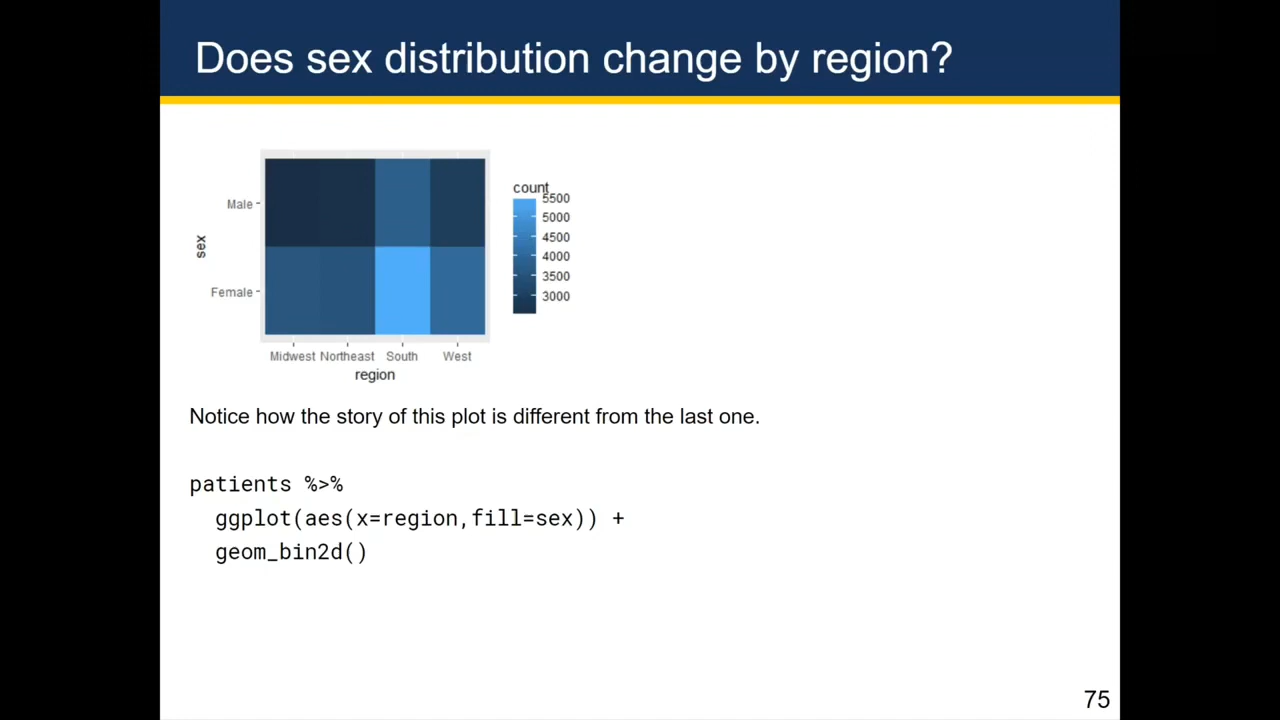 Does sex distribution change by region?
count
5500
5000
4500
4000
3500
3000
sex
Male
Female
Midwest Northeast South West
region
Notice how the story of this plot is different from the last one.
patients %>%
ggplot(aes(x=region,fill=sex)) +
geom_bin2d()
75